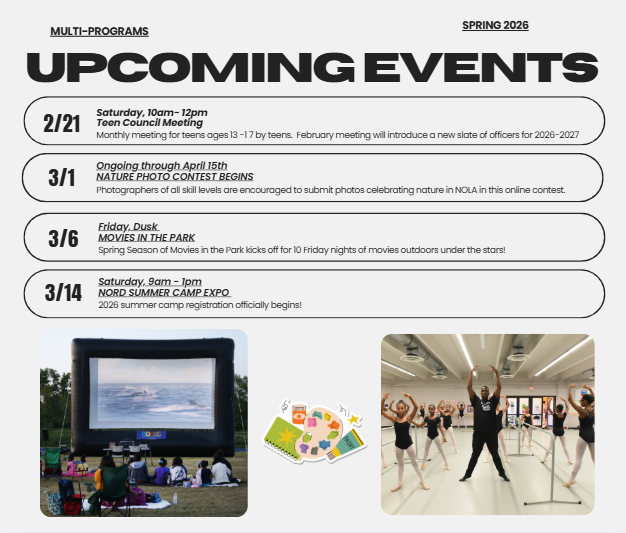 MULTI-PROGRAMS
SPRING 2026
UPCOMING EVENTS
2/21
Saturday, 10am- 12pm
Teen Council Meeting
Monthly meeting for teens ages 13 -1 7 by teens. February meeting will introduce a new slate of officers for 2026-2027
3/1
Ongoing through April 15th
NATURE PHOTO CONTEST BEGINS
Photographers of all skill levels are encouraged to submit photos celebrating nature in NOLA in this online contest.
3/6
Friday, Dusk
MOVIES IN THE PARK
Spring Season of Movies in the Park kicks off for 10 Friday nights of movies outdoors under the stars!
3/14
Saturday, 9am - 1pm
NORD SUMMER CAMP EXPO
2026 summer camp registration officially begins!